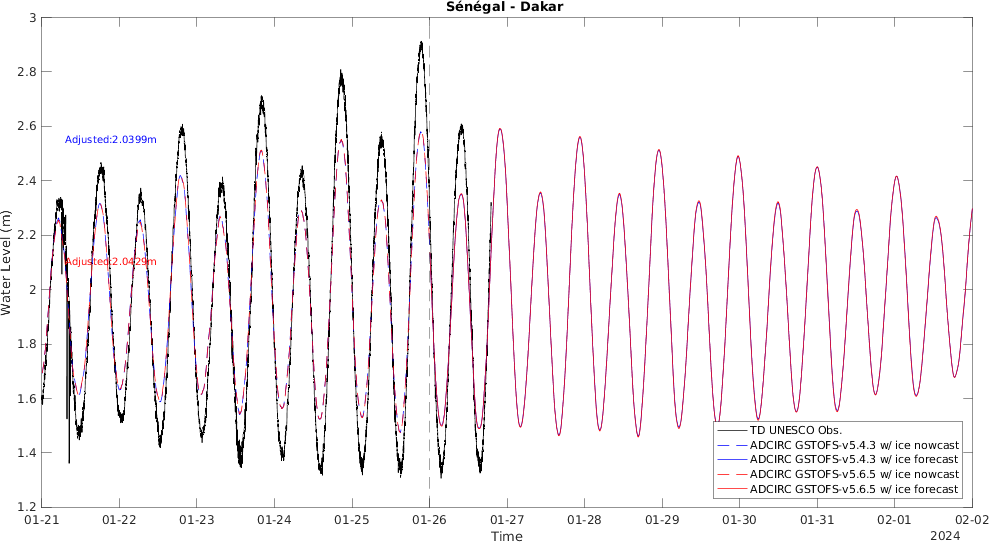 Sénégal - Dakar
3
2.8
2.6
2.4
2.2
2
1.8
1.6
1.4
1.2
Water Level (m)
Adjusted:2.0399m
Adjusted:2.0429m
TD UNESCO Obs.
ADCIRC GSTOFS-v5.4.3 w/ ice nowcast
ADCIRC GSTOFS-v5.4.3 w/ ice forecast
ADCIRC GSTOFS-v5.6.5 w/ ice nowcast
ADCIRC GSTOFS-v5.6.5 w/ ice forecast
01-21 01-22 01-23 01-24 01-25 01-26 01-27 01-28 01-29 01-30 01-31 02-01 02-02
Time
2024